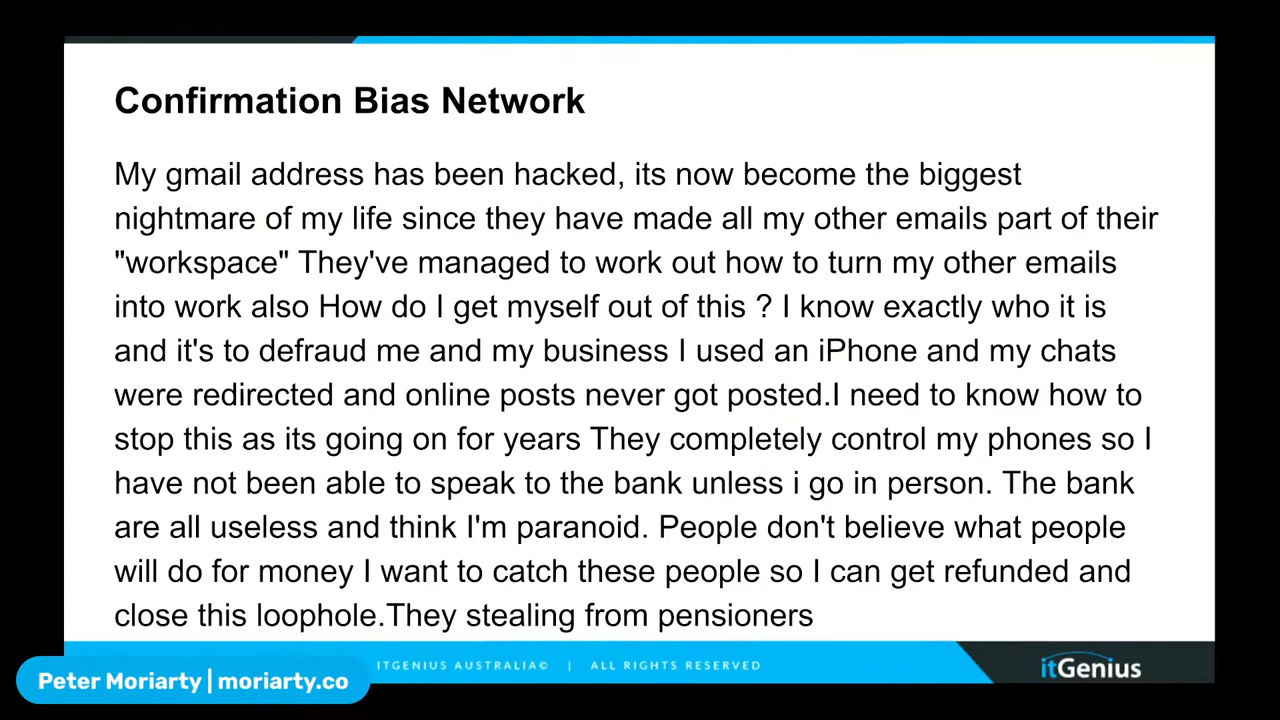 Confirmation Bias Network
My gmail address has been hacked, its now become the biggest
nightmare of my life since they have made all my other emails part of their
"workspace" They've managed to work out how to turn my other emails
into work also How do I get myself out of this ? I know exactly who it is
and it's to defraud me and my business I used an iPhone and my chats
were redirected and online posts never got posted.I need to know how to
stop this as its going on for years They completely control my phones so I
have not been able to speak to the bank unless i go in person. The bank
are all useless and think I'm paranoid. People don't believe what people
will do for money I want to catch these people so I can get refunded and
close this loophole.They stealing from pensioners
ITGENIUS AUSTRALIA© | ALL RIGHTS RESERVED
itGenius
Peter Moriarty | moriarty.co